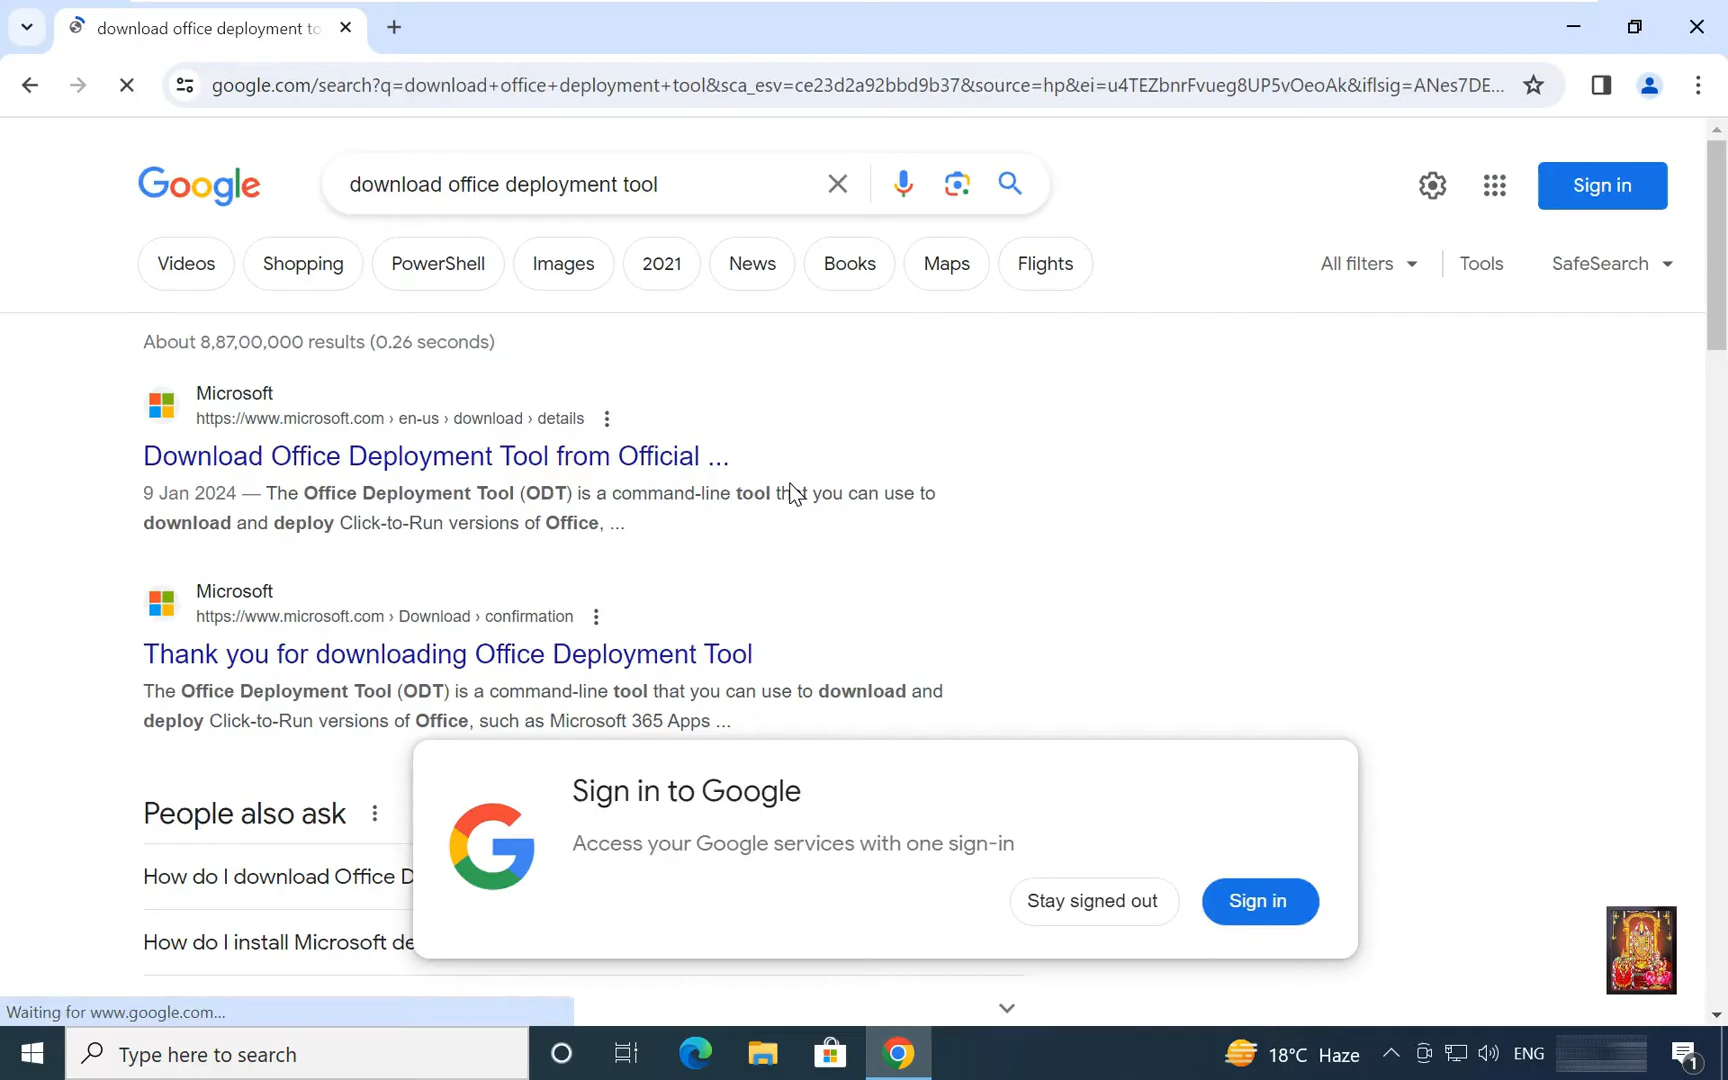 download office deployment to
google.com/search?q=download+office+deployment+tool&sca_esv=ce23d2a92bbd9b37&source=hp&ei=u4TEZbnrFvueg8UP5vOeoAk&iflsig=ANes7DE...
Google
download office deployment tool
Sign in
Videos
Shopping
PowerShell
Images
2021
News
Books
Maps
Flights
All filters
Tools
SafeSearch
About 8,87,00,000 results (0.26 seconds)
Microsoft
https://www.microsoft.com › en-us › download › details
Download Office Deployment Tool from Official ...
9 Jan 2024 — The Office Deployment Tool (ODT) is a command-line tool that you can use to
download and deploy Click-to-Run versions of Office, ...
Microsoft
https://www.microsoft.com › Download › confirmation
Thank you for downloading Office Deployment Tool
The Office Deployment Tool (ODT) is a command-line tool that you can use to download and
deploy Click-to-Run versions of Office, such as Microsoft 365 Apps ...
Sign in to Google
Access your Google services with one sign-in
Stay signed out
Sign in
People also ask
How do I download Office D
How do I install Microsoft de
Waiting for www.google.com...
Type here to search
18°C Haze
ENG
1